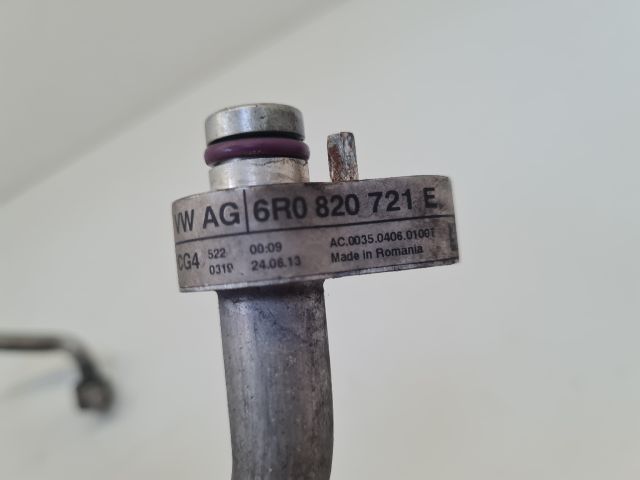 VW AG 6R0 820 721 E
CG4 522 00:09 AC.0035.0406.0100T
0319 24.06.13 Made in Romania